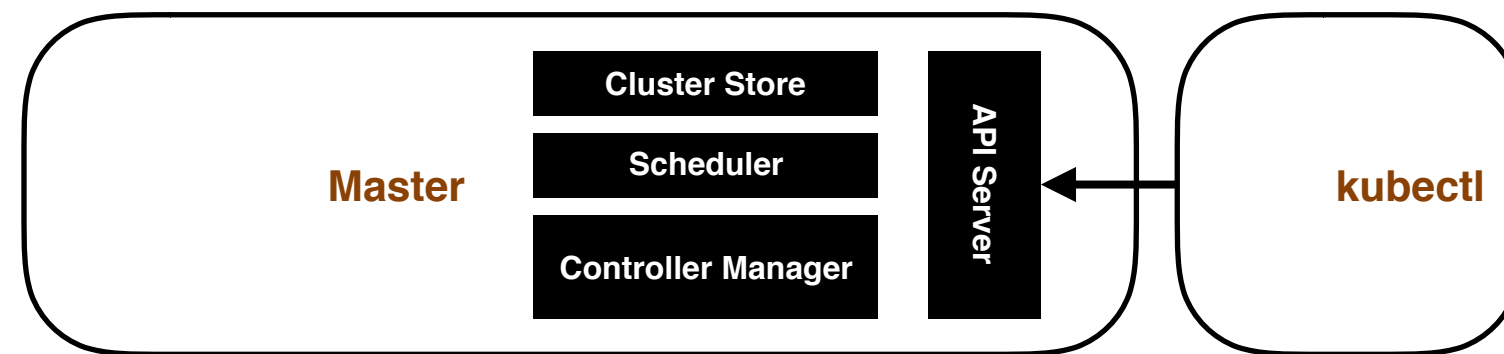 Master
Cluster Store
Scheduler
Controller Manager
API Server
kubectl